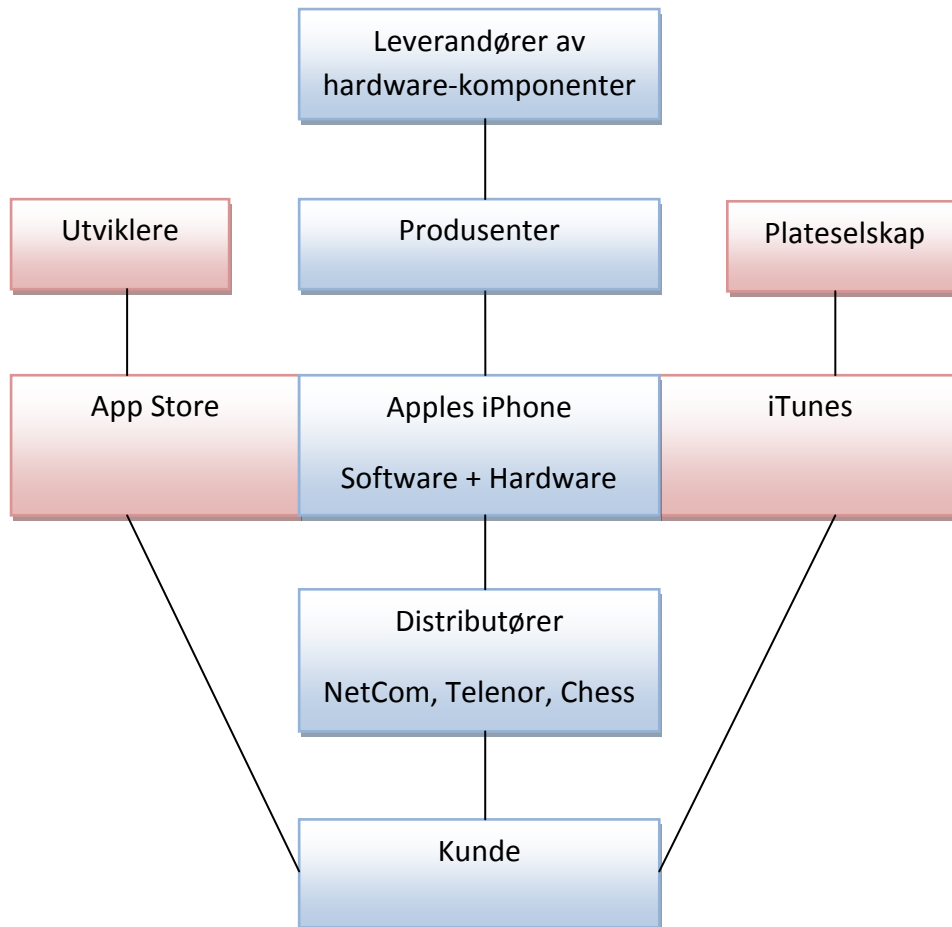 Leverandører av
hardware-komponenter
Utviklere
Produsenter
Plateselskap
App Store
Apples iPhone
Software + Hardware
iTunes
Distributører
NetCom, Telenor, Chess
Kunde